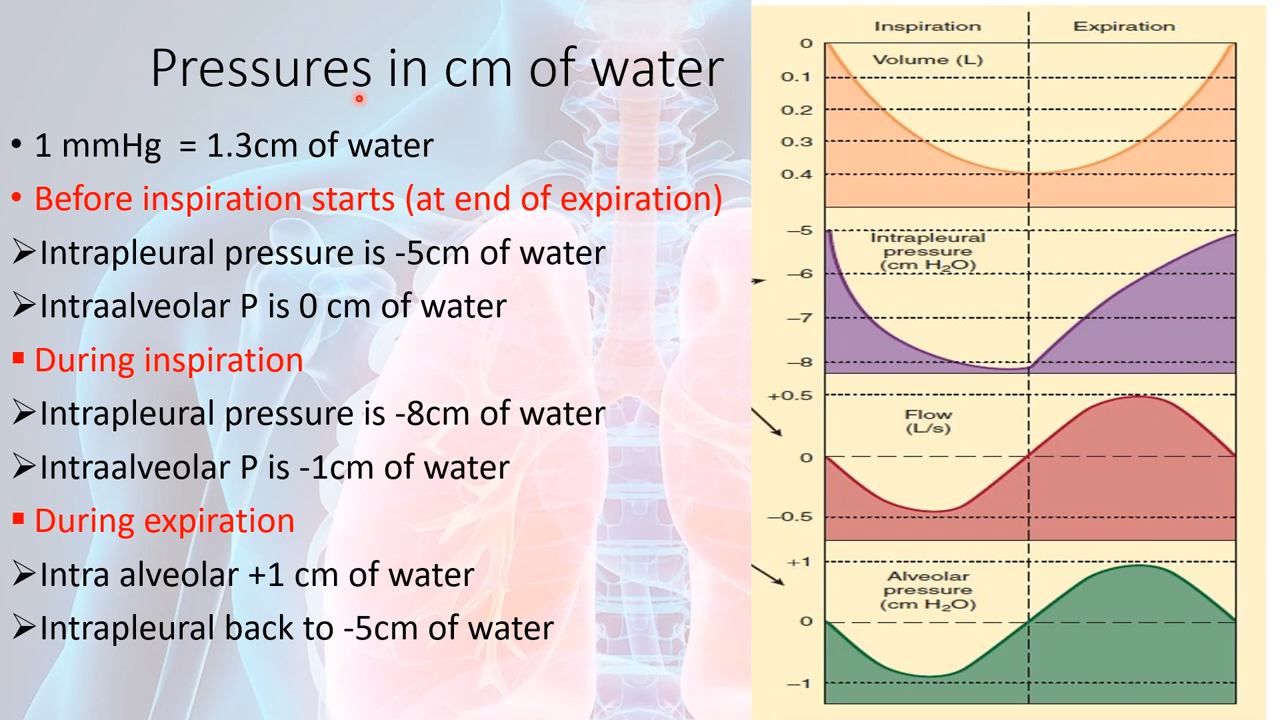 Pressures in cm of water
• 1 mmHg = 1.3cm of water
• Before inspiration starts (at end of expiration)
➢Intrapleural pressure is -5cm of water
➢Intraalveolar P is 0 cm of water
▪ During inspiration
➢Intrapleural pressure is -8cm of water
➢Intraalveolar P is -1cm of water
▪ During expiration
➢Intra alveolar +1 cm of water
➢Intrapleural back to -5cm of water
Inspiration
Expiration
Volume (L)
0
0.1
0.2
0.3
0.4
Intrapleural
pressure
(cm H₂O)
–5
–6
–7
–8
Flow
(L/s)
+0.5
0
–0.5
Alveolar
pressure
(cm H₂O)
+1
0
–1